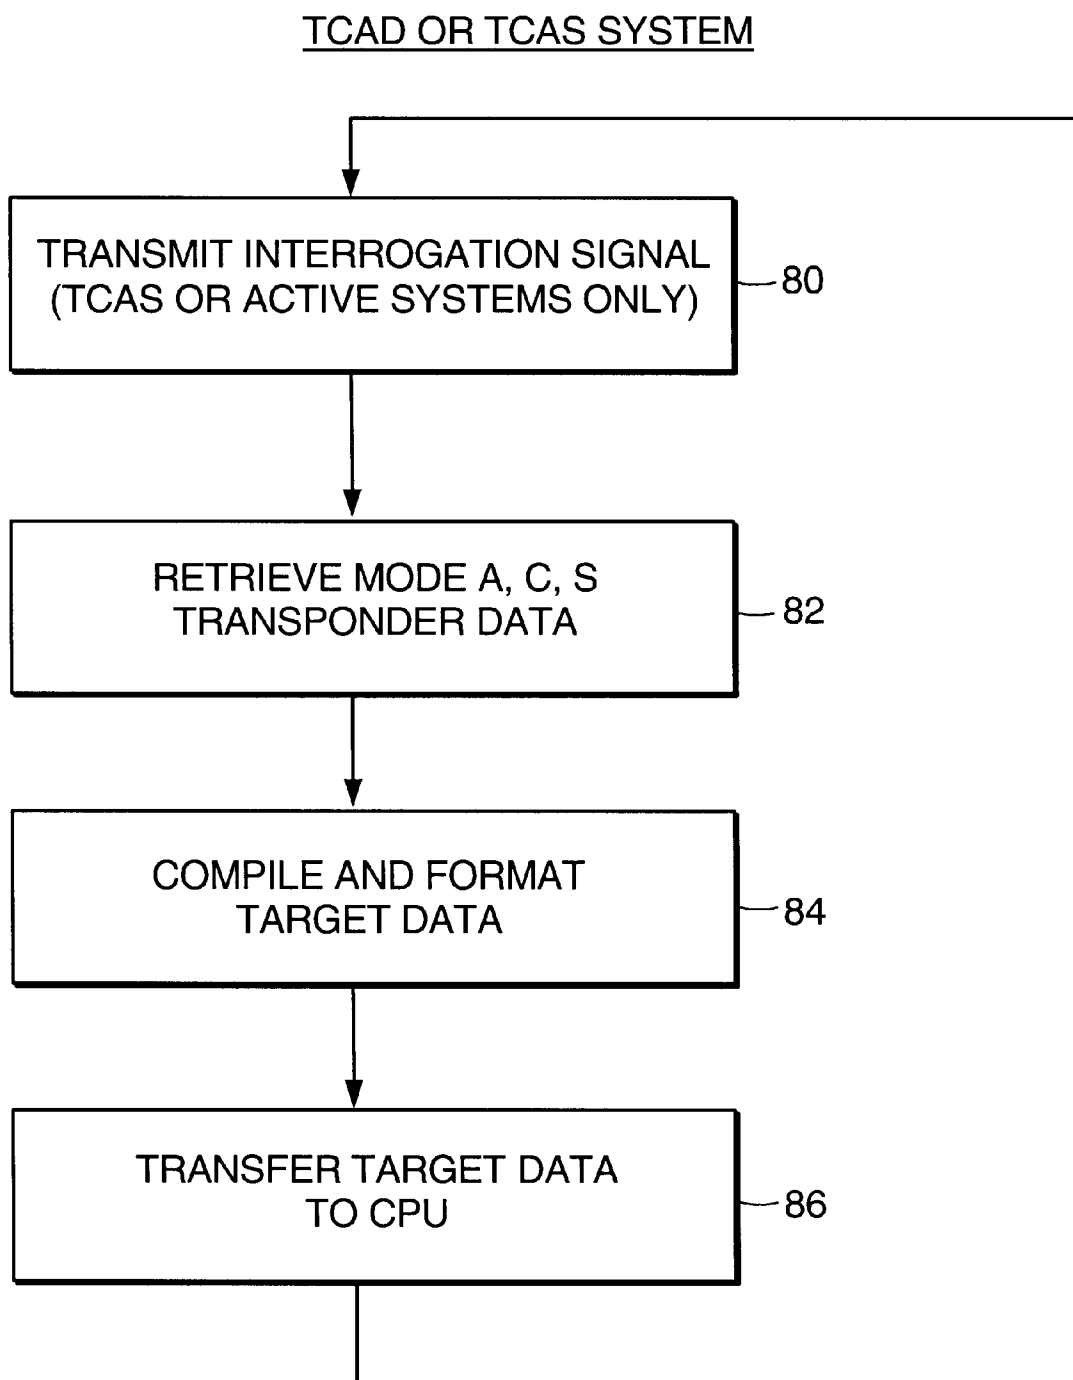 TCAD OR TCAS SYSTEM
TRANSMIT INTERROGATION SIGNAL
(TCAS OR ACTIVE SYSTEMS ONLY)
80
RETRIEVE MODE A, C, S
TRANSPONDER DATA
82
COMPILE AND FORMAT
TARGET DATA
84
TRANSFER TARGET DATA
TO CPU
86